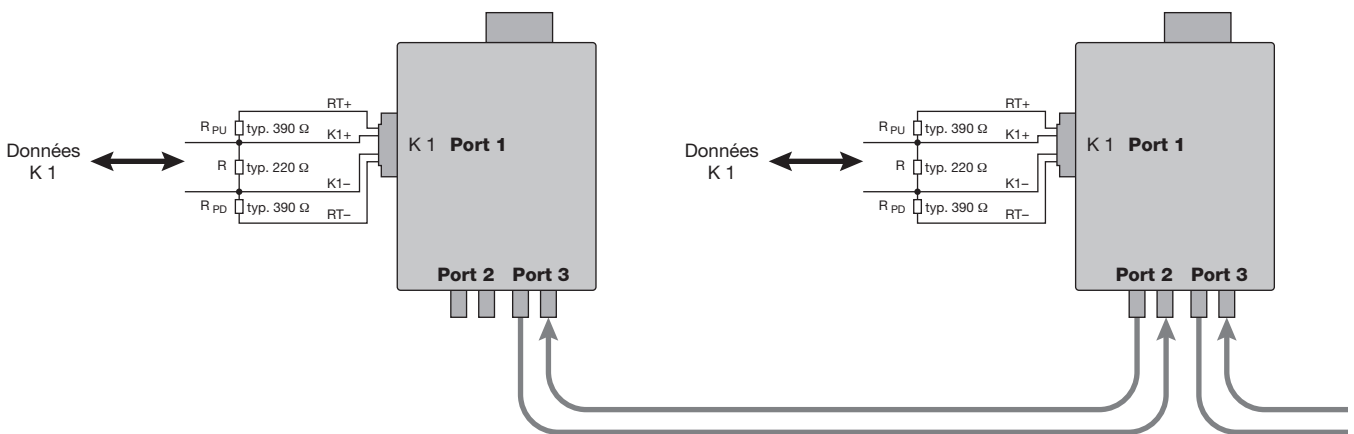 RT+
R PU typ. 390 Ω
K1+
Données
K 1
R typ. 220 Ω
K1–
R PD typ. 390 Ω
RT–
K 1 Port 1
Port 2 Port 3
RT+
R PU typ. 390 Ω
K1+
Données
K 1
R typ. 220 Ω
K1-
R PD typ. 390 Ω
RT–
K 1 Port 1
Port 2 Port 3